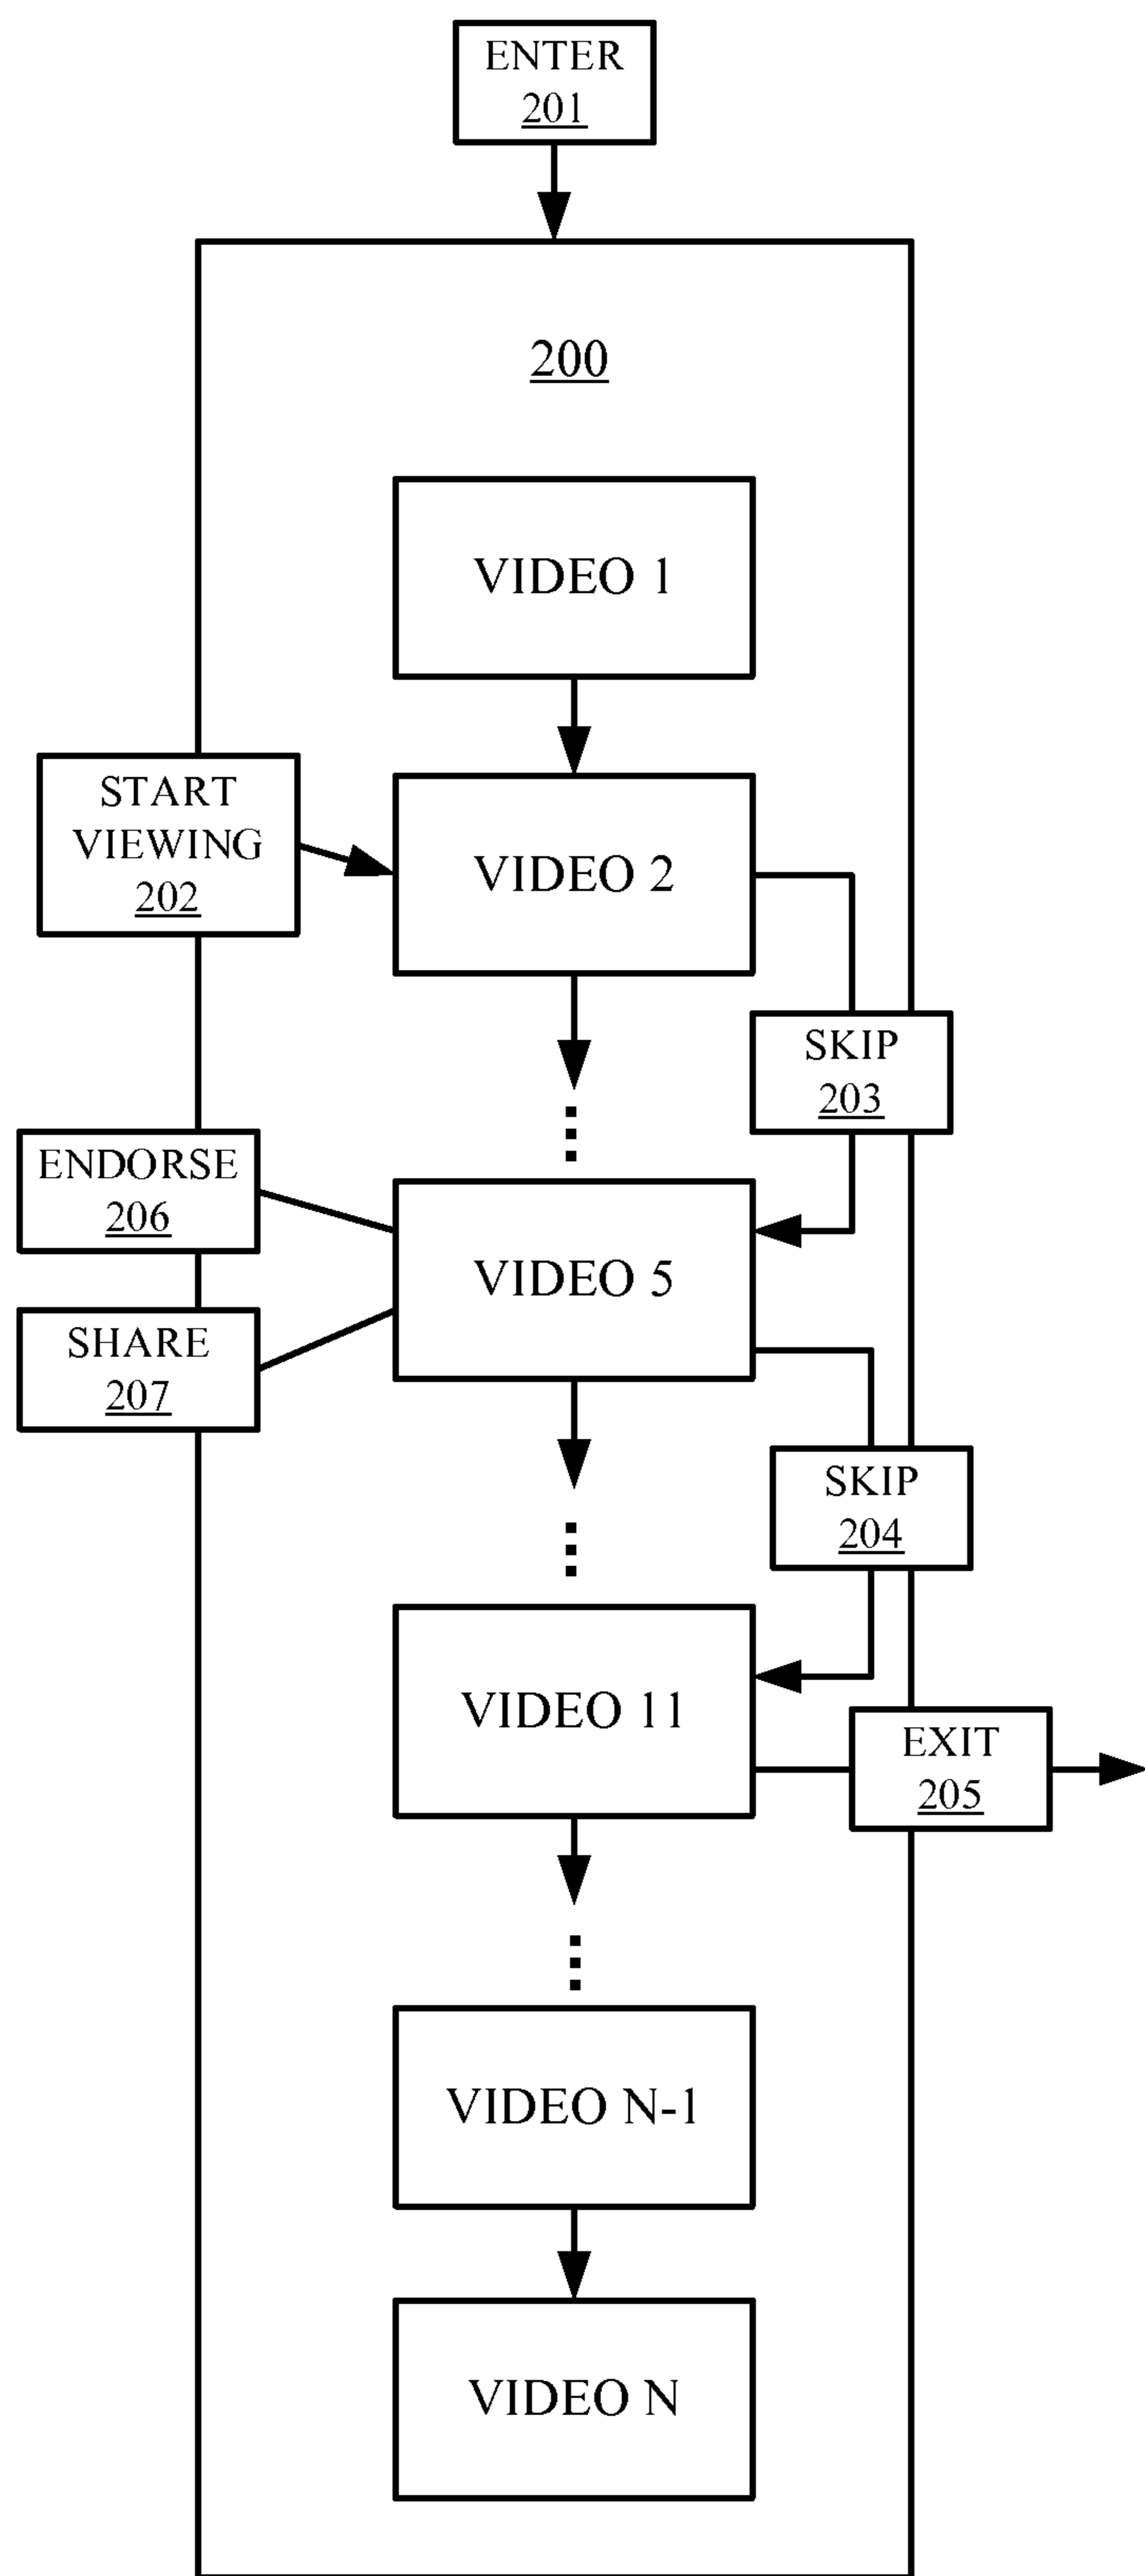 ENTER
201
200
VIDEO 1
START
VIEWING
202
VIDEO 2
SKIP
203
ENDORSE
206
VIDEO 5
SHARE
207
SKIP
204
VIDEO 11
EXIT
205
VIDEO N-1
VIDEO N